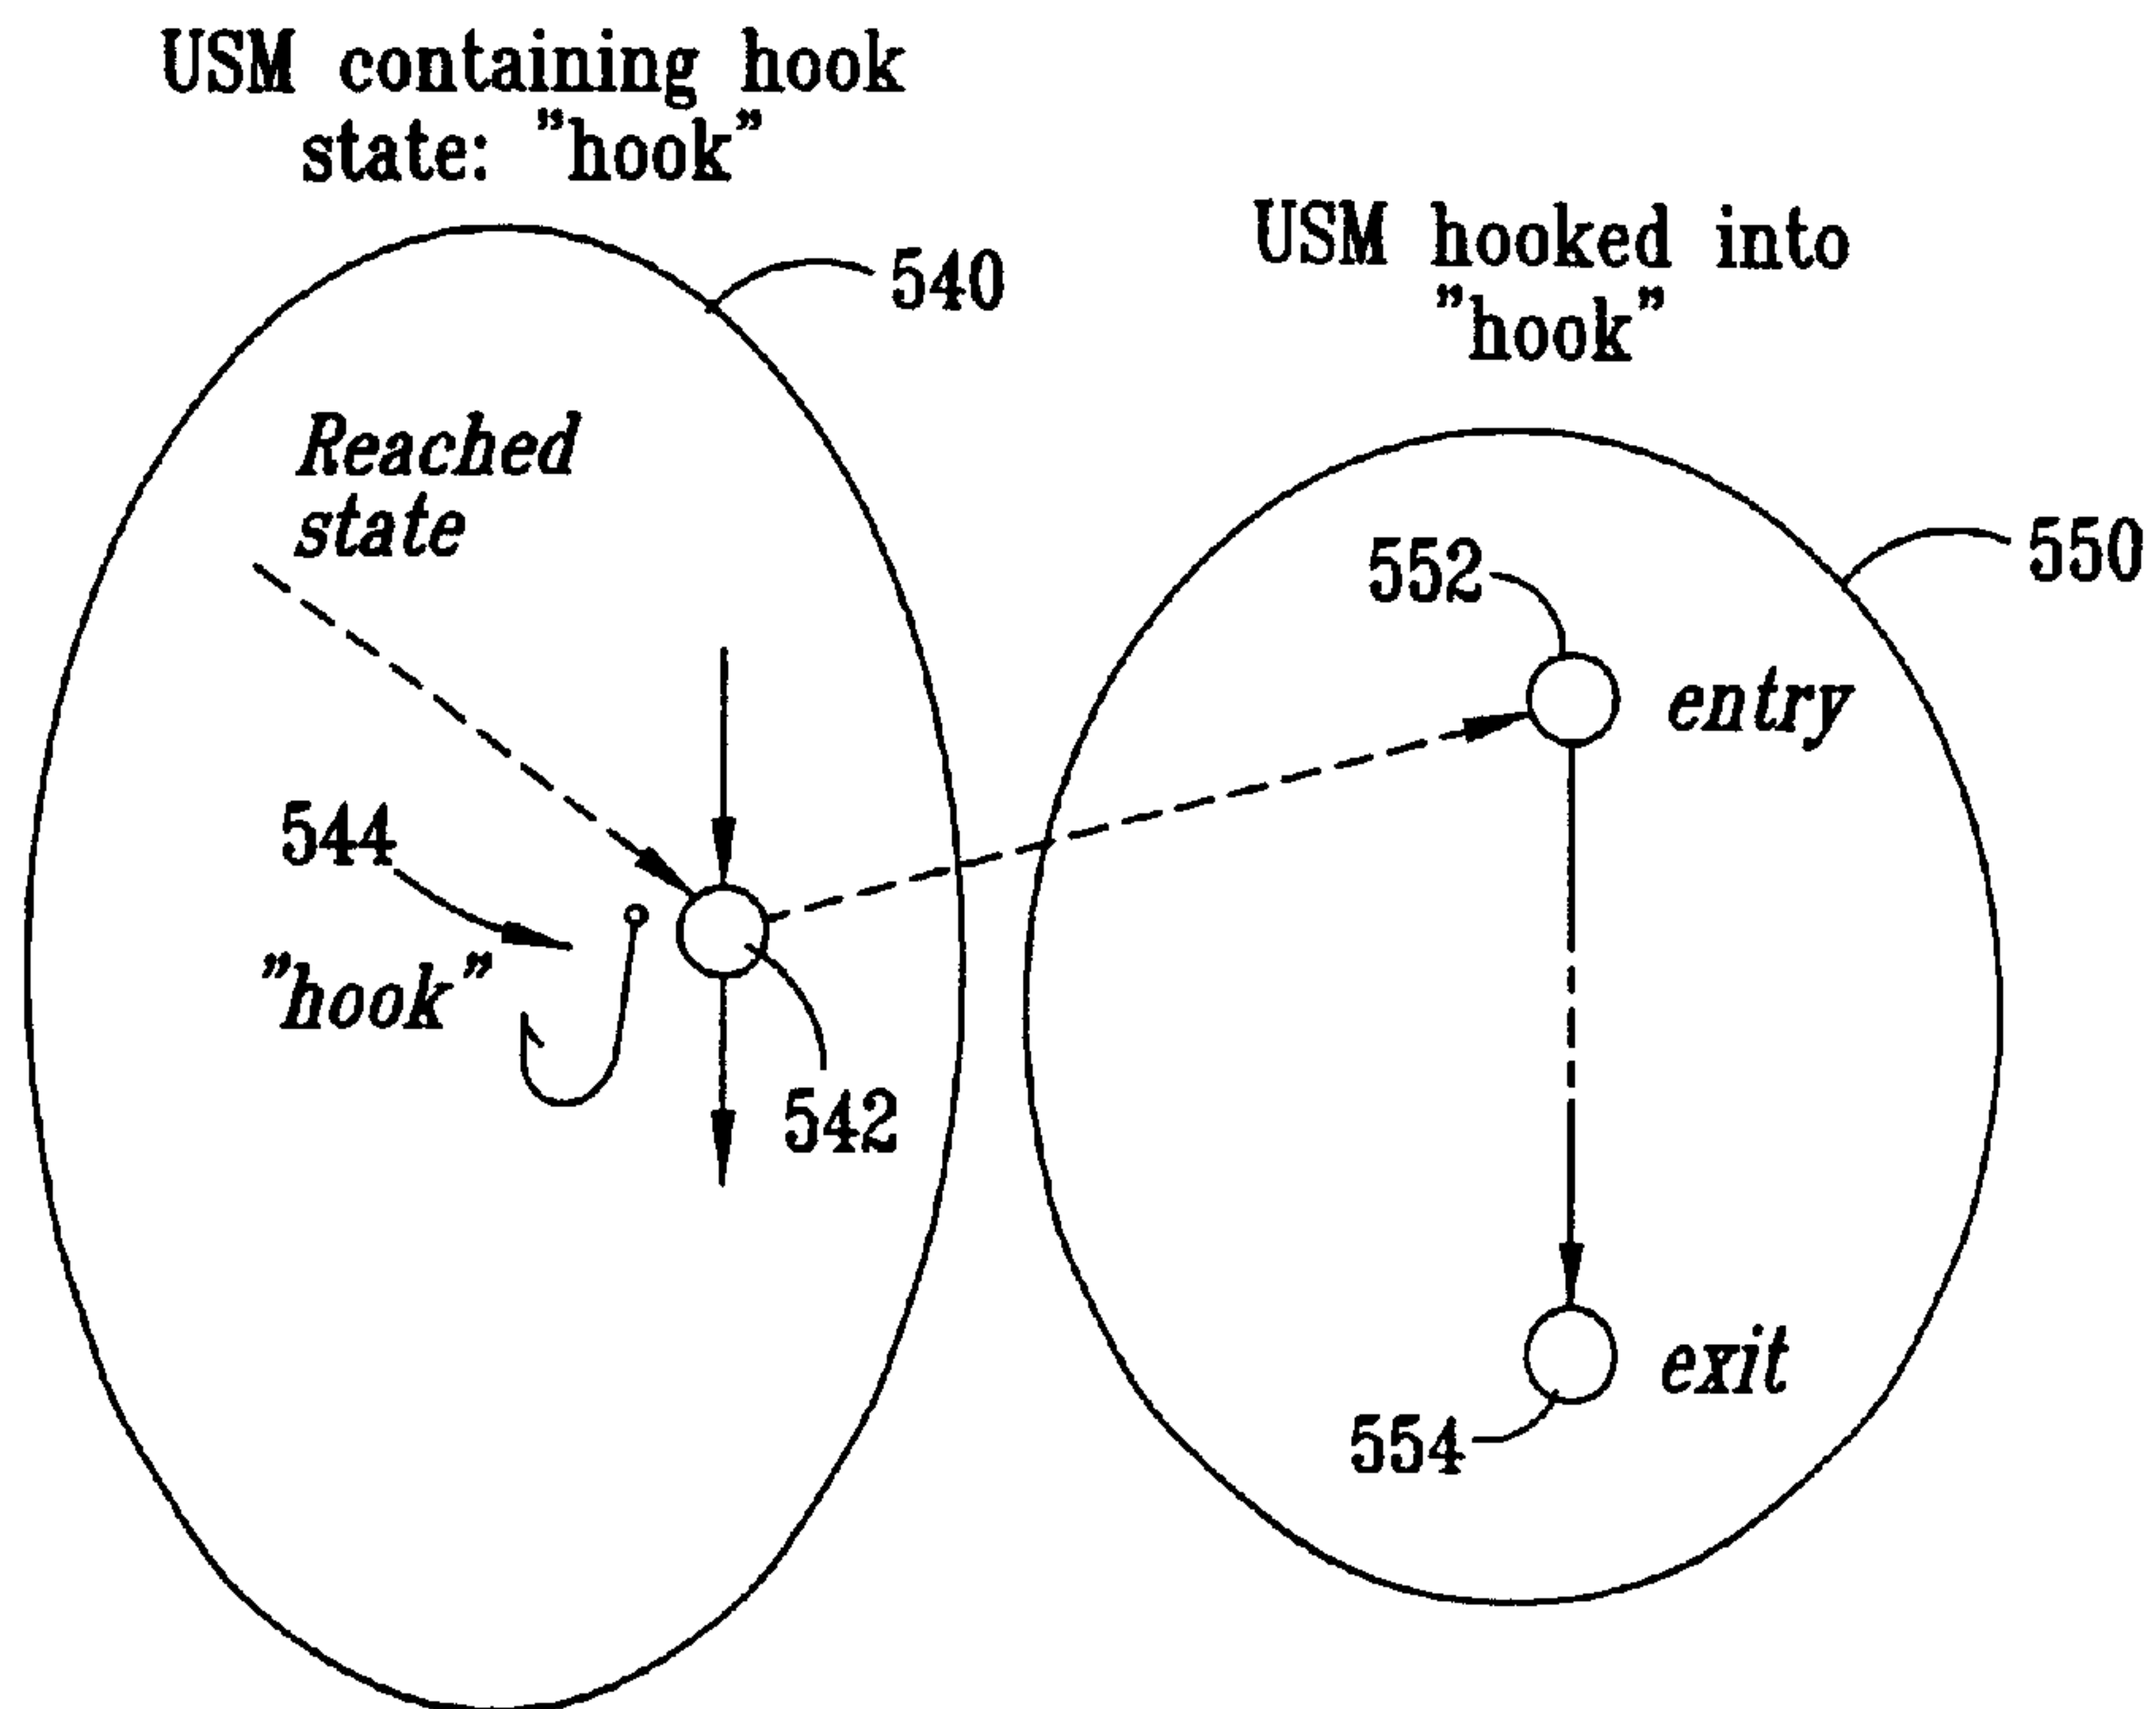 USM containing hook
state: "hook"
540
USM hooked into
"hook"
Reached
state
550
552
entry
544
"hook"
542
exit
554